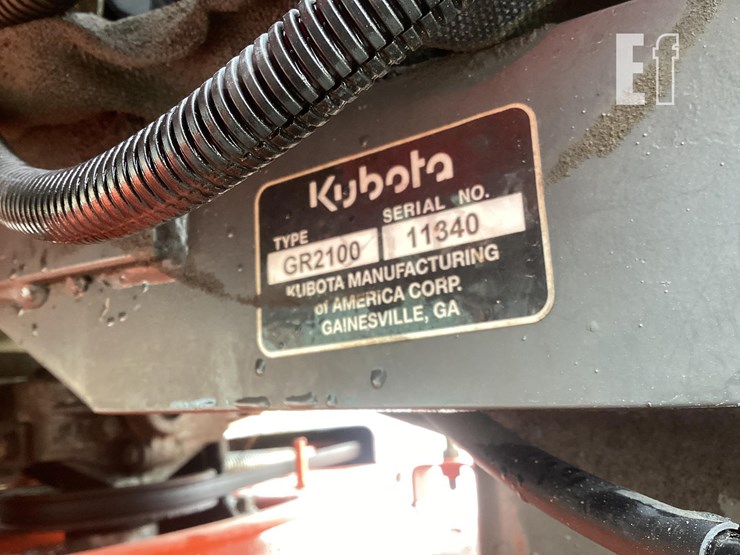 Ef
Kubota
TYPE SERIAL NO.
GR2100 11340
KUBOTA MANUFACTURING
of AMERICA CORP.
GAINESVILLE, GA